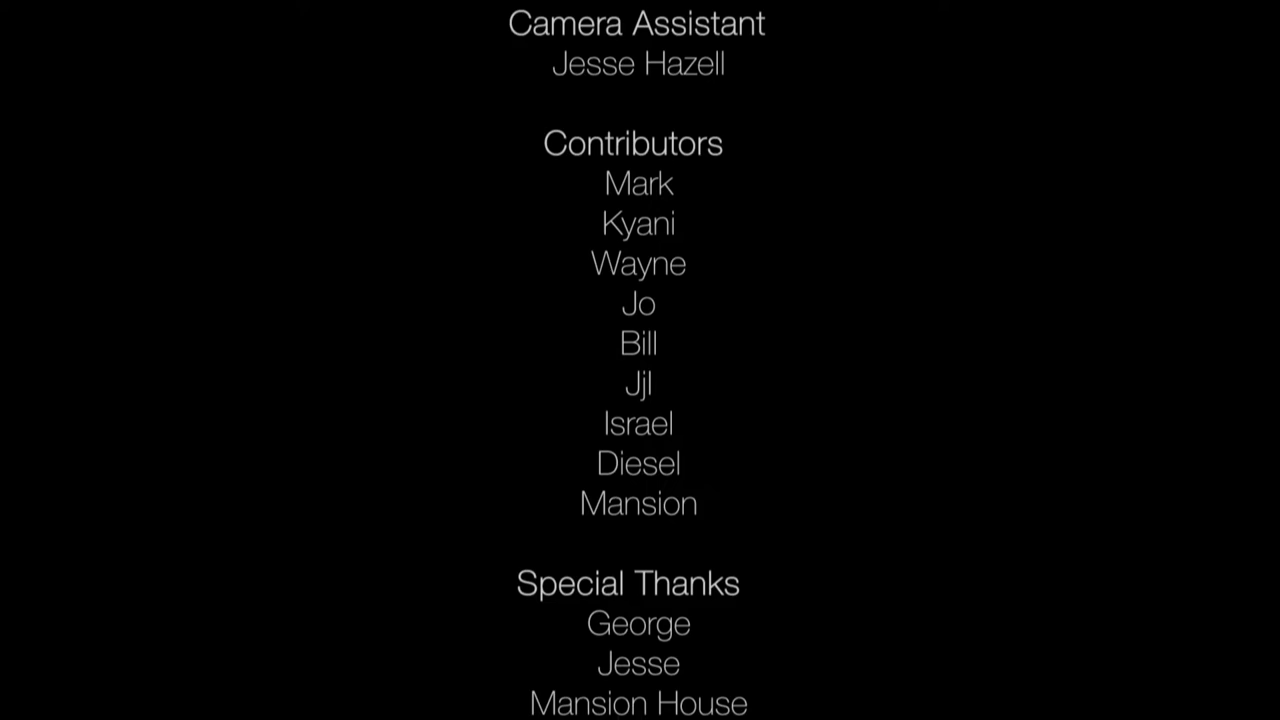 Camera Assistant
Jesse Hazell
Contributors
Mark
Kyani
Wayne
Jo
Bill
Jjl
Israel
Diesel
Mansion
Special Thanks
George
Jesse
Mansion House